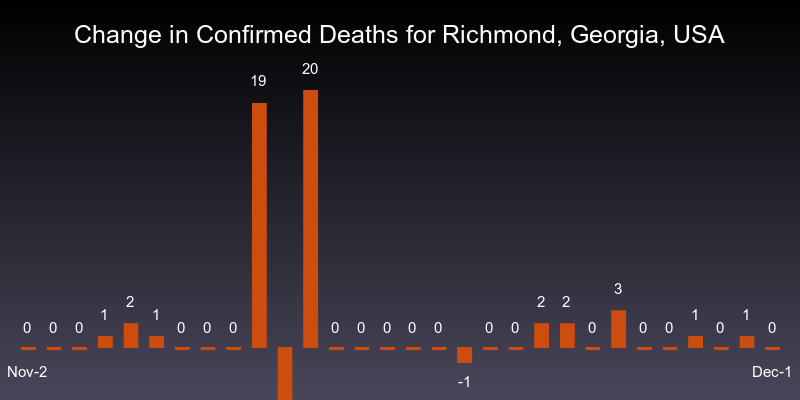 Change in Confirmed Deaths for Richmond, Georgia, USA
0 0 0 1 2 1 0 0 0 19 20 0 0 0 0 0 -1 0 0 2 2 0 3 0 0 1 0 1 0
Nov-2 Dec-1